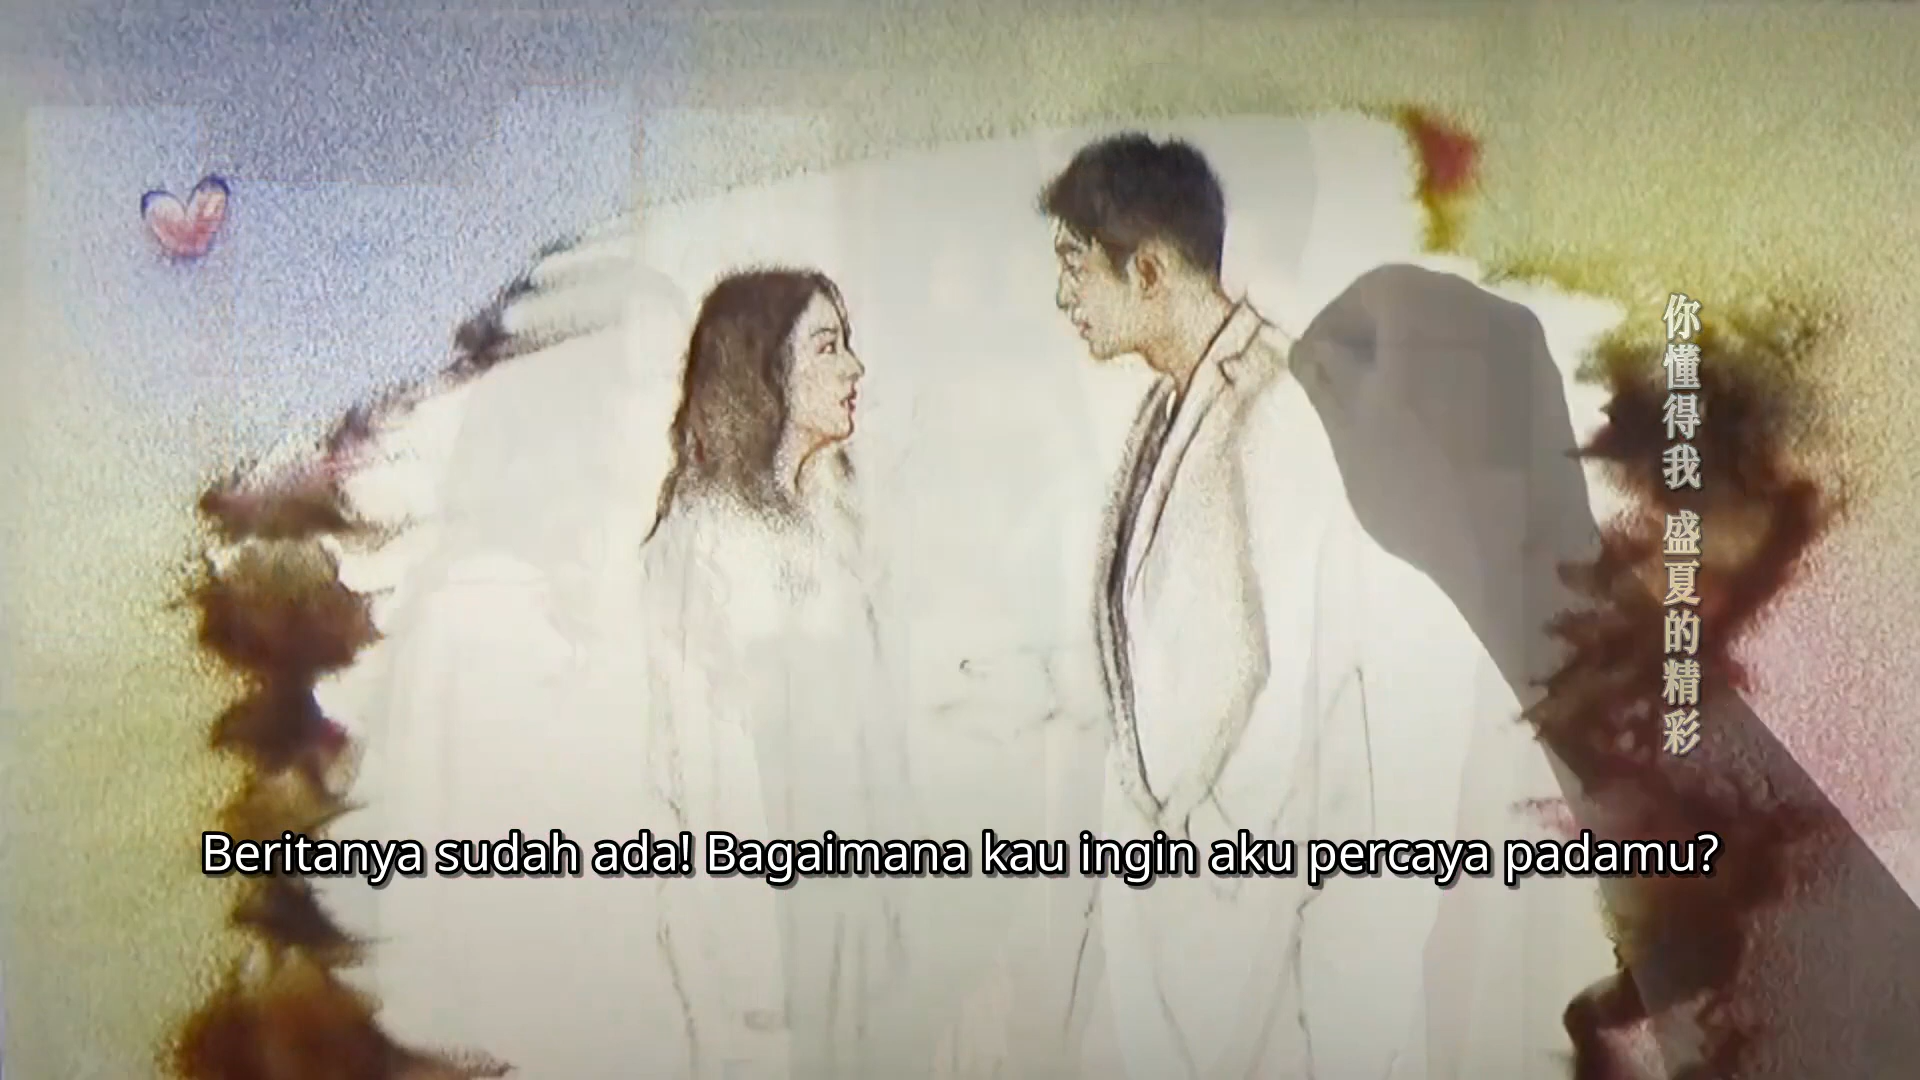 你懂得我 盛夏的精彩
Beritanya sudah ada! Bagaimana kau ingin aku percaya padamu?